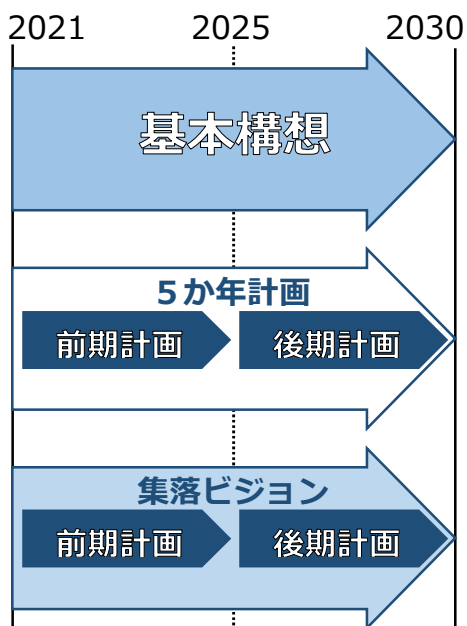 2021 2025 2030
基本構想
５か年計画
前期計画 後期計画
集落ビジョン
前期計画 後期計画